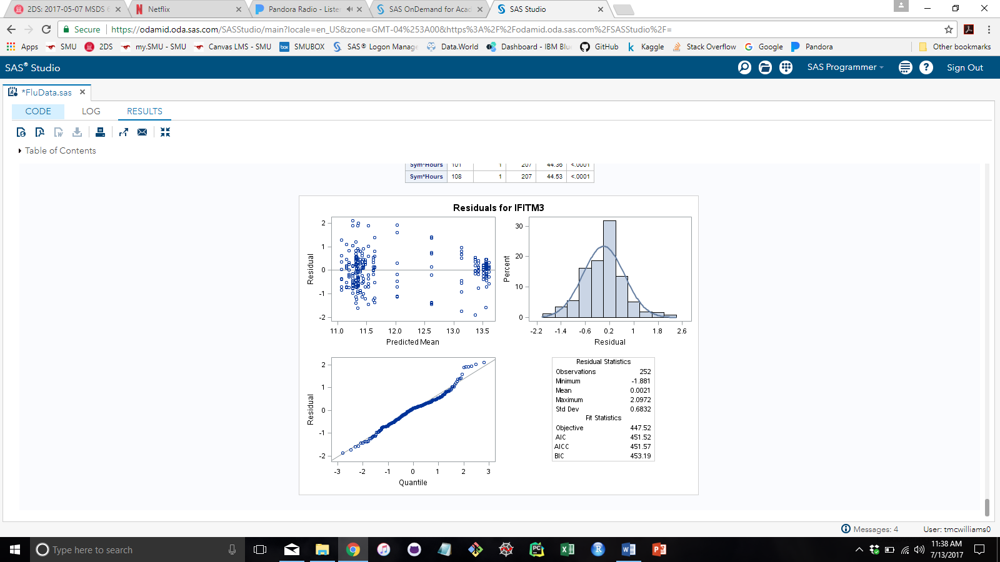 2DS: 2017-05-07 MSDS 6
Netflix
Pandora Radio - Lister
SAS OnDemand for Acad
SAS Studio
Secure
https://odamid.oda.sas.com/SASStudio/main?locale=en_US&zone=GMT-04%253A00&https%3A%2F%2Fodamid.oda.sas.com%2FSASStudio%2F=
Apps SMU 2DS my.SMU - SMU Canvas LMS - SMU box SMUBOX SAS® Logon Manage Data.World Dashboard - IBM Blu GitHub Kaggle Stack Overflow Google Pandora Other bookmarks
SAS® Studio
SAS Programmer
Sign Out
*FluData.sas
CODE LOG RESULTS
Table of Contents
Sym*Hours 101 1 207 44.36 <.0001
Sym*Hours 108 1 207 44.53 <.0001
Residuals for IFITM3
2
1
0
-1
-2
Residual
11.0 11.5 12.0 12.5 13.0 13.5
Predicted Mean
30
20
10
0
Percent
-2.2 -1.4 -0.6 0.2 1 1.8 2.6
Residual
2
1
0
-1
-2
Residual
-3 -2 -1 0 1 2 3
Quantile
Residual Statistics
Observations 252
Minimum -1.881
Mean 0.0021
Maximum 2.0972
Std Dev 0.6832
Fit Statistics
Objective 447.52
AIC 451.52
AICC 451.57
BIC 453.19
Messages: 4
User: tmcwilliams0
Type here to search
11:38 AM
7/13/2017